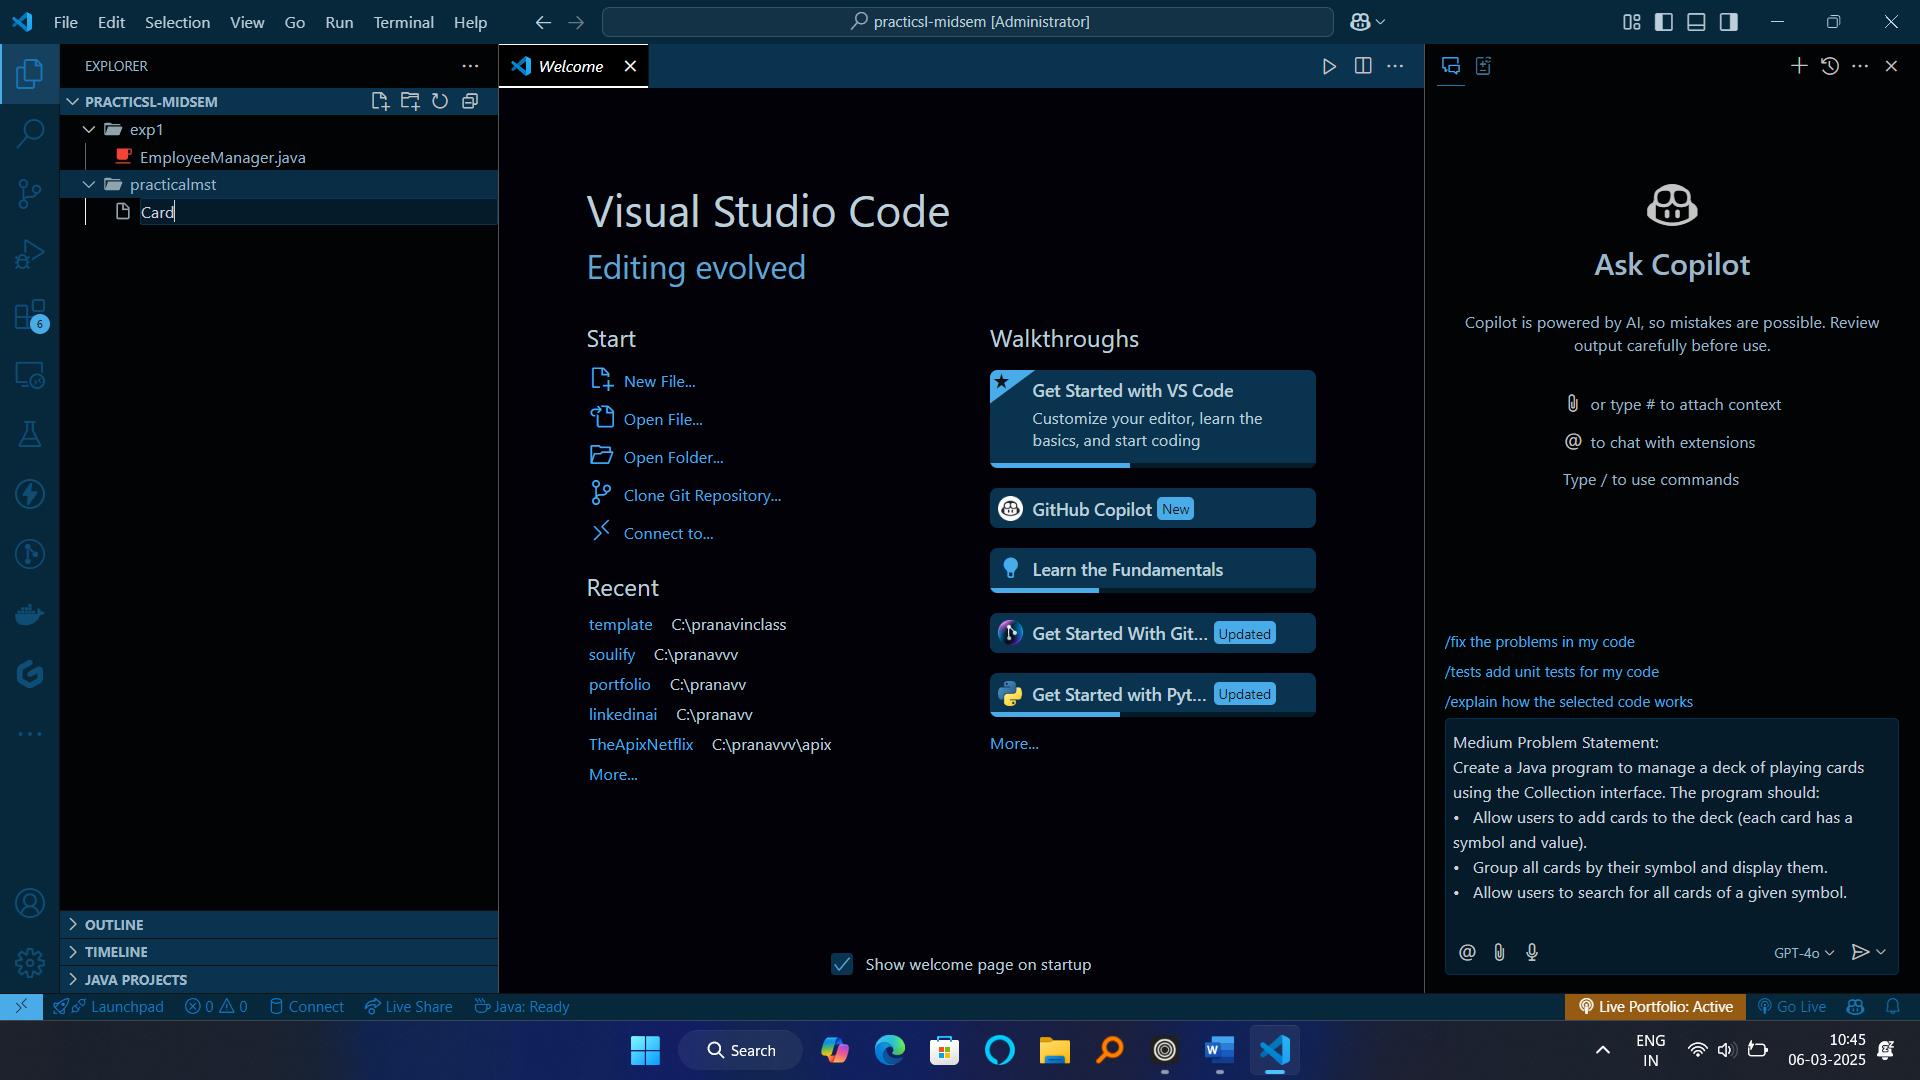 File Edit Selection View Go Run Terminal Help
practicsl-midsem [Administrator]
EXPLORER
PRACTICSL-MIDSEM
exp1
EmployeeManager.java
practicalmst
Card
6
OUTLINE
TIMELINE
JAVA PROJECTS
Welcome
Visual Studio Code
Editing evolved
Start
New File...
Open File...
Open Folder...
Clone Git Repository...
Connect to...
Recent
template C:\pranavinclass
soulify C:\pranavvv
portfolio C:\pranavv
linkedinai C:\pranavv
TheApixNetflix C:\pranavvv\apix
More...
Walkthroughs
Get Started with VS Code
Customize your editor, learn the
basics, and start coding
GitHub Copilot New
Learn the Fundamentals
Get Started With Git... Updated
Get Started with Pyt... Updated
More...
Show welcome page on startup
Ask Copilot
Copilot is powered by AI, so mistakes are possible. Review
output carefully before use.
or type # to attach context
@ to chat with extensions
Type / to use commands
/fix the problems in my code
/tests add unit tests for my code
/explain how the selected code works
Medium Problem Statement:
Create a Java program to manage a deck of playing cards
using the Collection interface. The program should:
• Allow users to add cards to the deck (each card has a
symbol and value).
• Group all cards by their symbol and display them.
• Allow users to search for all cards of a given symbol.
@ GPT-4o
Launchpad 0 0 Connect Live Share Java: Ready
Live Portfolio: Active Go Live
Search
ENG
IN
10:45
06-03-2025